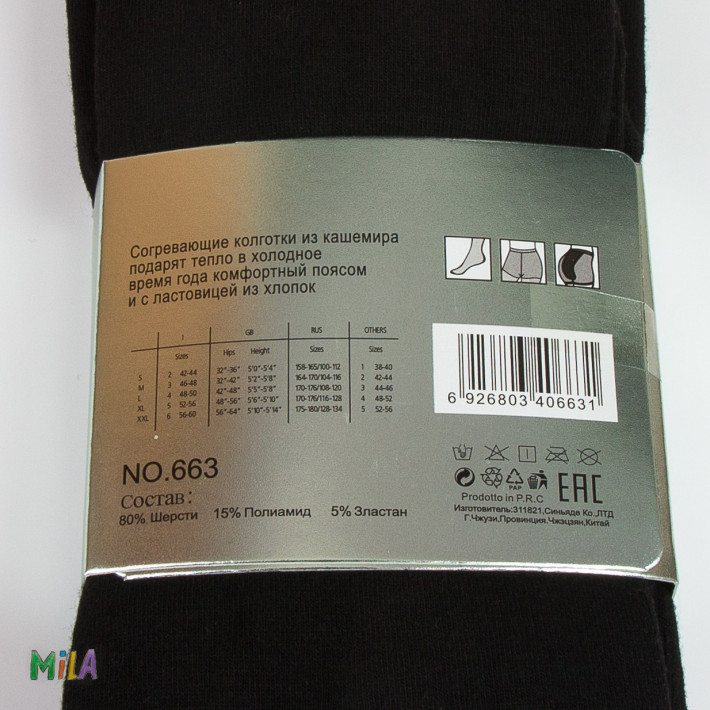 Согревающие колготки из кашемира
подарят тепло в холодное
время года комфортный поясом
и с ластовицей из хлопок
I GB RUS OTHERS
Sizes Hips Height Sizes Sizes
S 2 42-44 32"-36" 5'0"-5'4" 158-165/100-112 1 38-40
M 3 46-48 32"-42" 5'2"-5'8" 164-170/104-116 2 42-44
L 4 48-50 42"-48" 5'5"-5'8" 170-176/108-120 3 44-46
XL 5 52-56 48"-56" 5'6"-5'10" 170-176/116-128 4 48-52
XXL 6 56-60 56"-64" 5'10"-5'14" 175-180/128-134 5 52-56
6 926803 406631
NO.663
Состав:
80% Шерсти 15% Полиамид 5% Зластан
PAP
EAC
Prodotto in P.R.C
Изготовитель:311821,Синьяде Ко.,ЛТД
Г.Чжузи,Провинция.Чжэцзян,Китай
MiLA